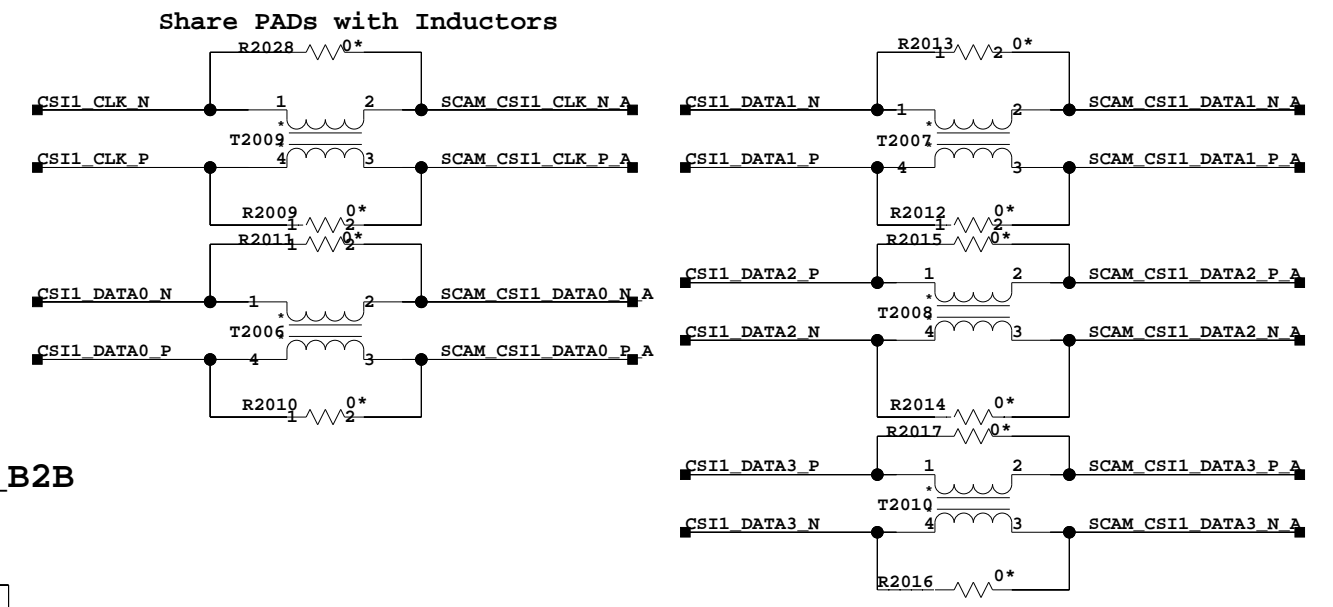 Share PADs with Inductors
R2028 0*
CSI1_CLK_N 1 2 SCAM_CSI1_CLK_N_A
*
T2009
*
CSI1_CLK_P 4 3 SCAM_CSI1_CLK_P_A
R2009 0*
1 2
R2011 0*
1 2
CSI1_DATA0_N 1 2 SCAM_CSI1_DATA0_N_A
*
T2006
*
CSI1_DATA0_P 4 3 SCAM_CSI1_DATA0_P_A
R2010 0*
1 2
_B2B
R2013 0*
1 2
CSI1_DATA1_N 1 2 SCAM_CSI1_DATA1_N_A
*
T2007
*
CSI1_DATA1_P 4 3 SCAM_CSI1_DATA1_P_A
R2012 0*
1 2
R2015 0*
CSI1_DATA2_P 1 2 SCAM_CSI1_DATA2_P_A
*
T2008
*
CSI1_DATA2_N 4 3 SCAM_CSI1_DATA2_N_A
R2014 0*
R2017 0*
CSI1_DATA3_P 1 2 SCAM_CSI1_DATA3_P_A
*
T2010
*
CSI1_DATA3_N 4 3 SCAM_CSI1_DATA3_N_A
R2016 0*